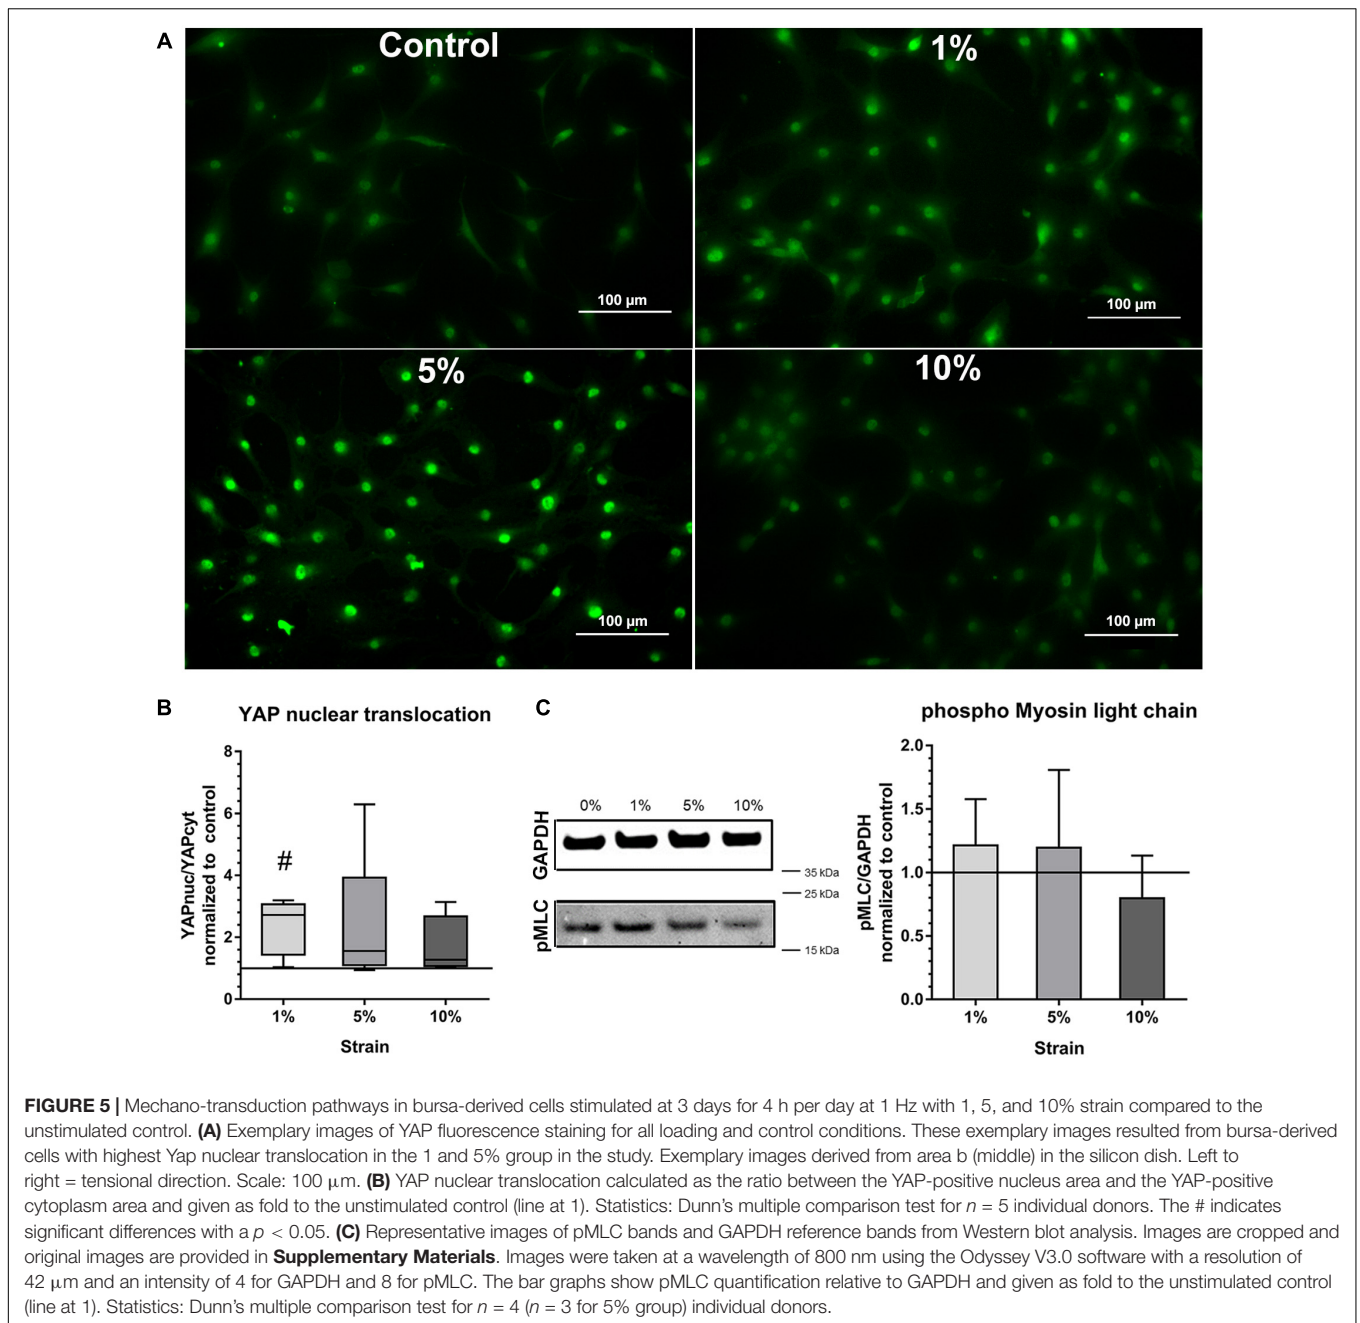 A
Control
1%
100 µm
100 µm
5%
10%
100 µm
100 µm
B
YAP nuclear translocation
YAPnuc/YAPcyt
normalized to control
8
6
4
2
0
#
1%
5%
10%
Strain
C
0%
1%
5%
10%
GAPDH
35 kDa
25 kDa
pMLC
15 kDa
phospho Myosin light chain
pMLC/GAPDH
normalized to control
2.0
1.5
1.0
0.5
0.0
1%
5%
10%
Strain
FIGURE 5 | Mechano-transduction pathways in bursa-derived cells stimulated at 3 days for 4 h per day at 1 Hz with 1, 5, and 10% strain compared to the
unstimulated control. (A) Exemplary images of YAP fluorescence staining for all loading and control conditions. These exemplary images resulted from bursa-derived
cells with highest Yap nuclear translocation in the 1 and 5% group in the study. Exemplary images derived from area b (middle) in the silicon dish. Left to
right = tensional direction. Scale: 100 µm. (B) YAP nuclear translocation calculated as the ratio between the YAP-positive nucleus area and the YAP-positive
cytoplasm area and given as fold to the unstimulated control (line at 1). Statistics: Dunn's multiple comparison test for n = 5 individual donors. The # indicates
significant differences with a p < 0.05. (C) Representative images of pMLC bands and GAPDH reference bands from Western blot analysis. Images are cropped and
original images are provided in Supplementary Materials. Images were taken at a wavelength of 800 nm using the Odyssey V3.0 software with a resolution of
42 µm and an intensity of 4 for GAPDH and 8 for pMLC. The bar graphs show pMLC quantification relative to GAPDH and given as fold to the unstimulated control
(line at 1). Statistics: Dunn's multiple comparison test for n = 4 (n = 3 for 5% group) individual donors.